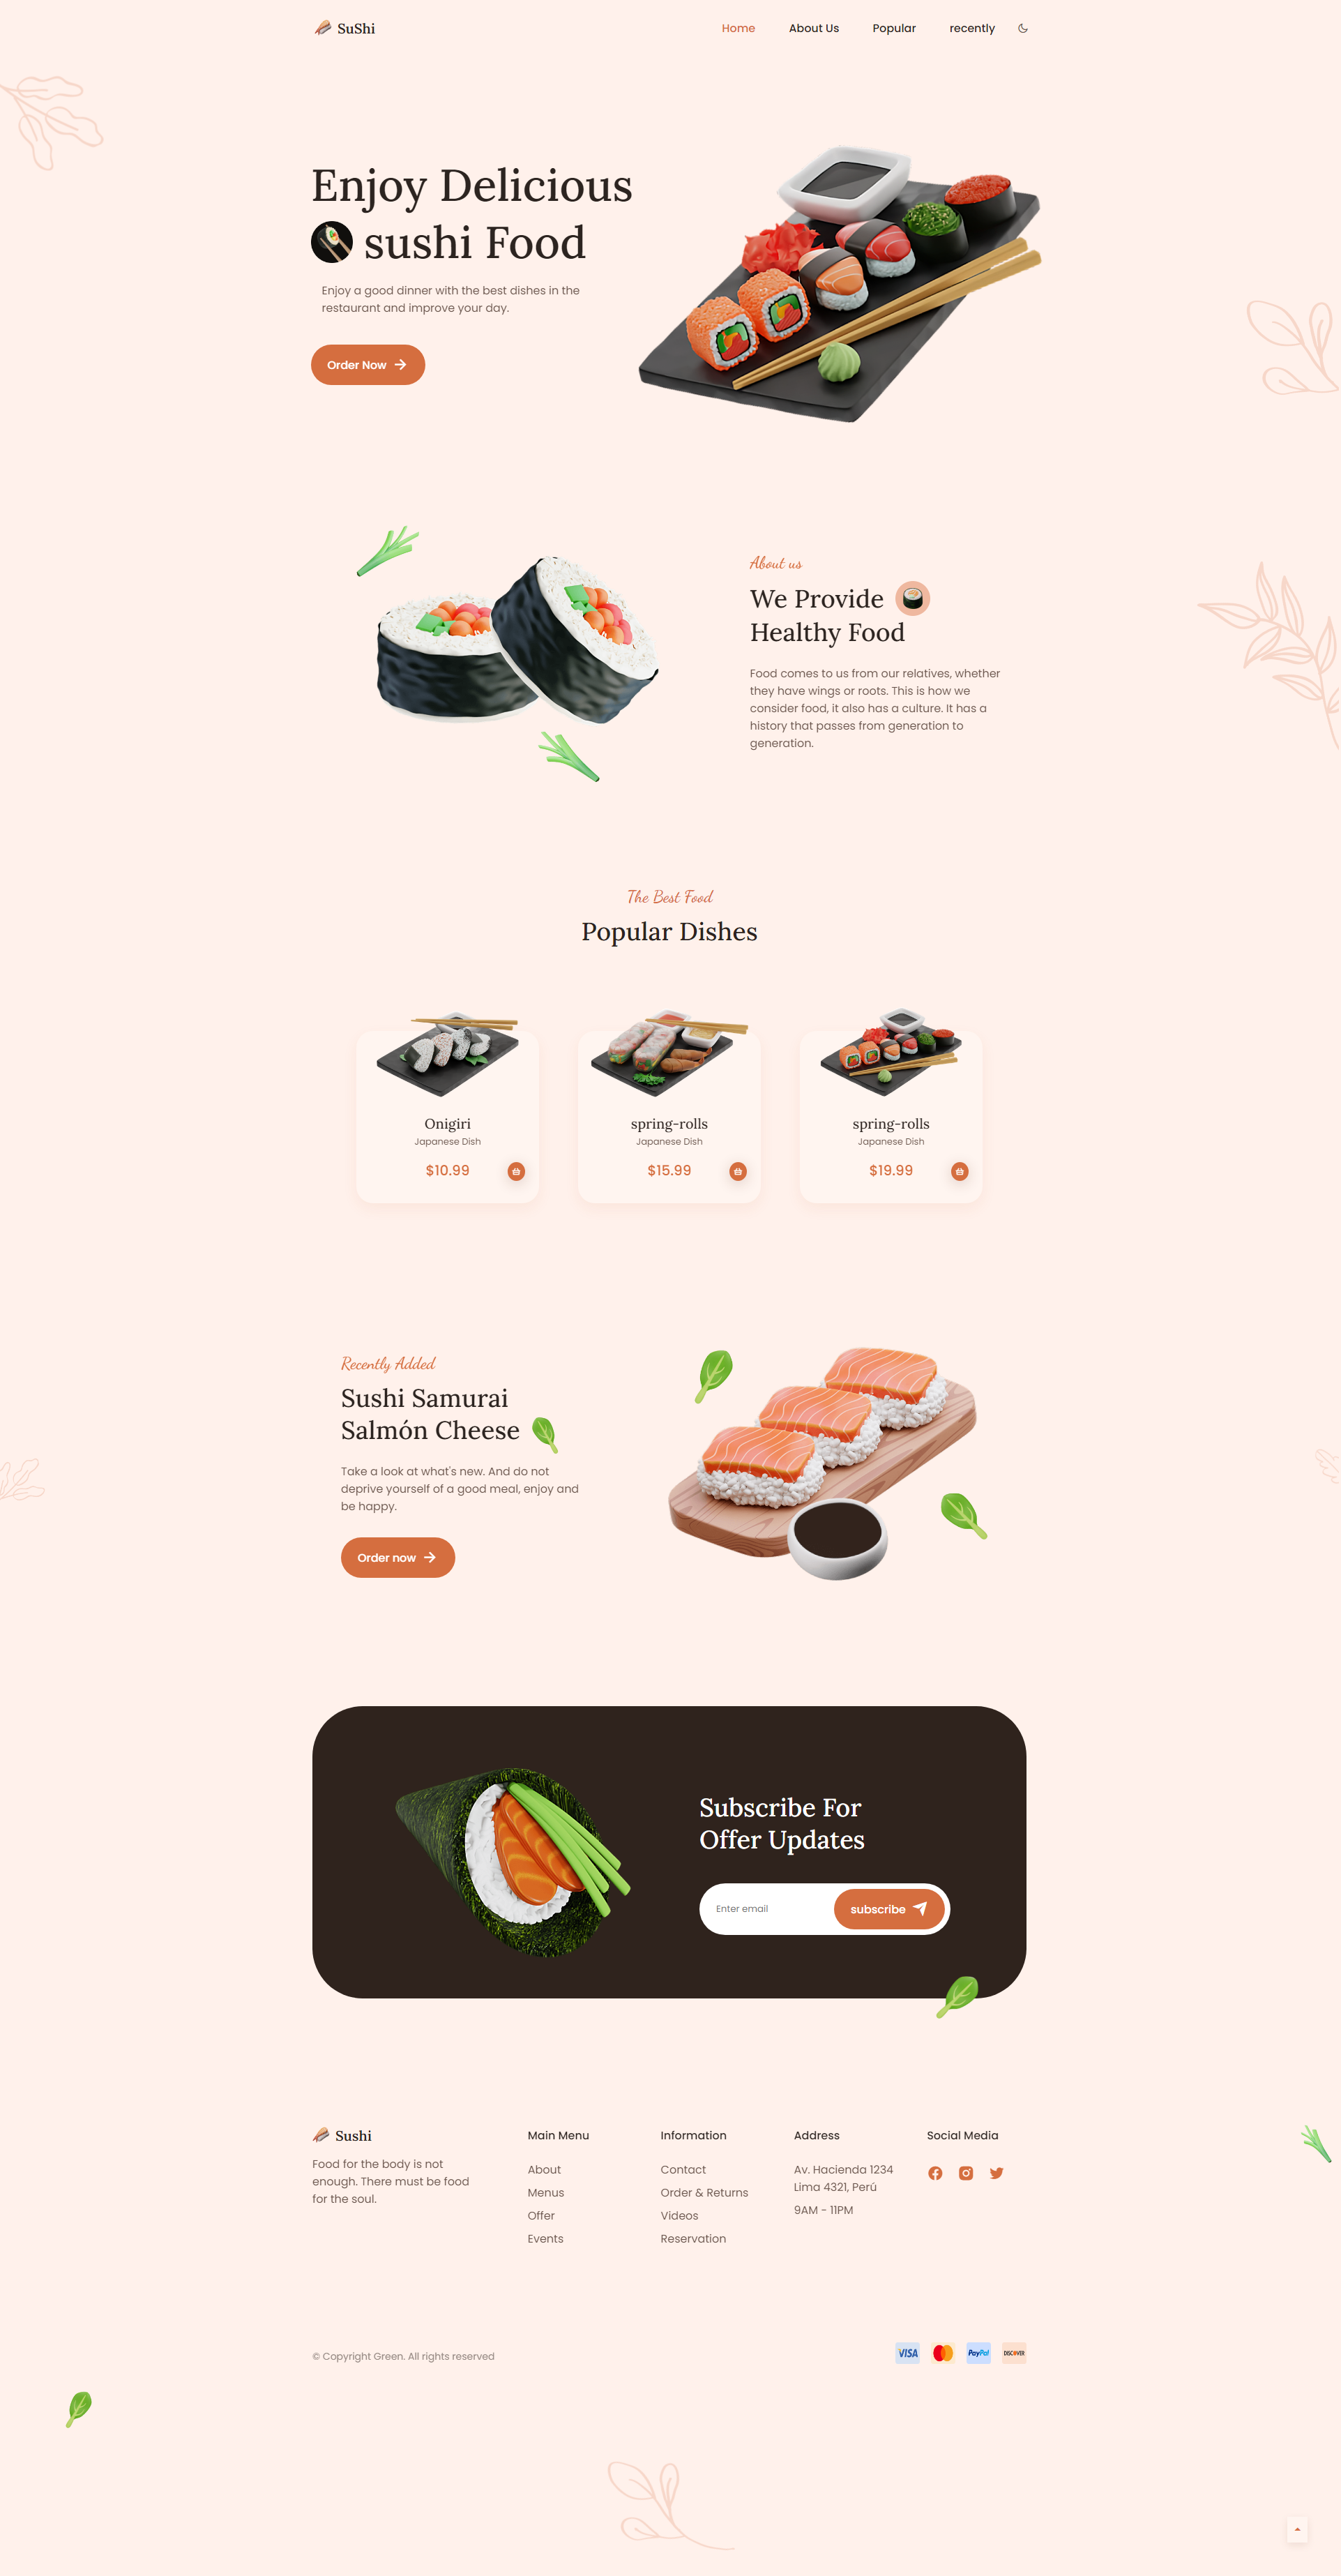 SuShi
Home
About Us
Popular
recently
Enjoy Delicious
sushi Food
Enjoy a good dinner with the best dishes in the
restaurant and improve your day.
Order Now
About us
We Provide
Healthy Food
Food comes to us from our relatives, whether
they have wings or roots. This is how we
consider food, it also has a culture. It has a
history that passes from generation to
generation.
The Best Food
Popular Dishes
Onigiri
Japanese Dish
$10.99
spring-rolls
Japanese Dish
$15.99
spring-rolls
Japanese Dish
$19.99
Recently Added
Sushi Samurai
Salmón Cheese
Take a look at what's new. And do not
deprive yourself of a good meal, enjoy and
be happy.
Order now
Subscribe For
Offer Updates
Enter email
subscribe
Sushi
Food for the body is not
enough. There must be food
for the soul.
Main Menu
About
Menus
Offer
Events
Information
Contact
Order & Returns
Videos
Reservation
Address
Av. Hacienda 1234
Lima 4321, Perú
9AM - 11PM
Social Media
© Copyright Green. All rights reserved
VISA
PayPal
DISCOVER